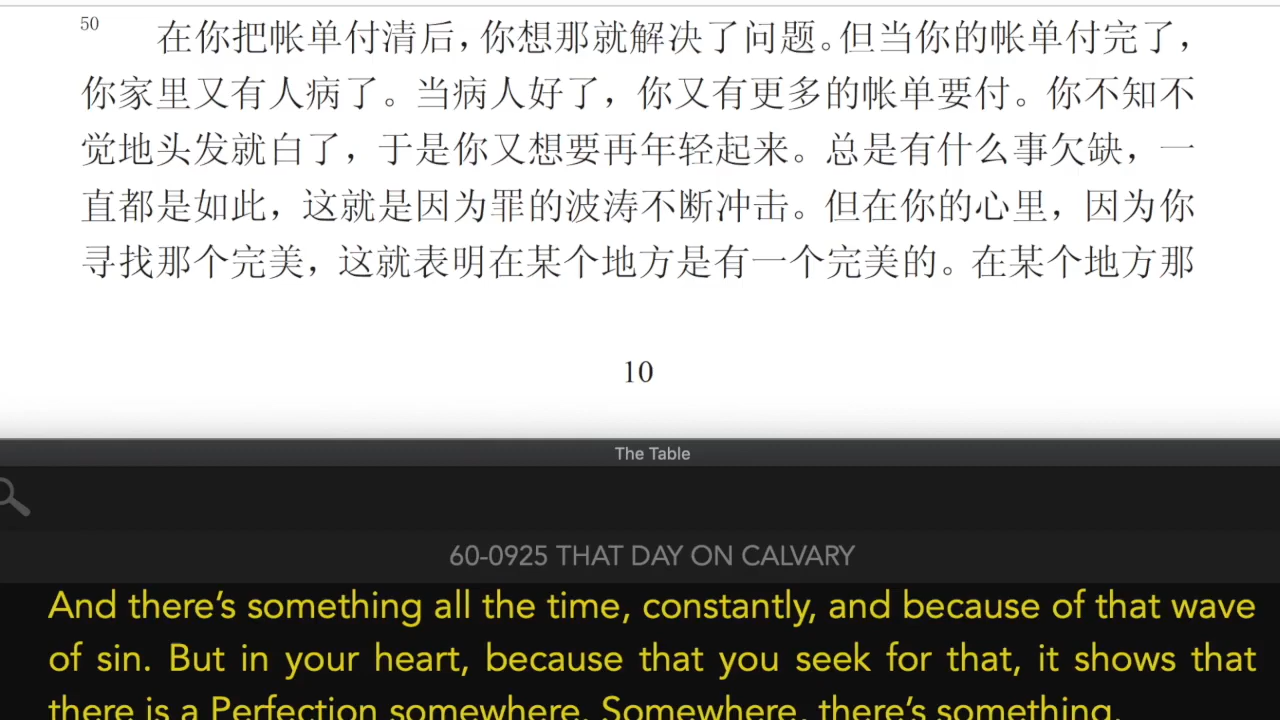 50
在你把帐单付清后，你想那就解决了问题。但当你的帐单付完了，
你家里又有人病了。当病人好了，你又有更多的帐单要付。你不知不
觉地头发就白了，于是你又想要再年轻起来。总是有什么事欠缺，一
直都是如此，这就是因为罪的波涛不断冲击。但在你的心里，因为你
寻找那个完美，这就表明在某个地方是有一个完美的。在某个地方那
10
The Table
60-0925 THAT DAY ON CALVARY
And there's something all the time, constantly, and because of that wave
of sin. But in your heart, because that you seek for that, it shows that
there is a Perfection somewhere. Somewhere, there's something.